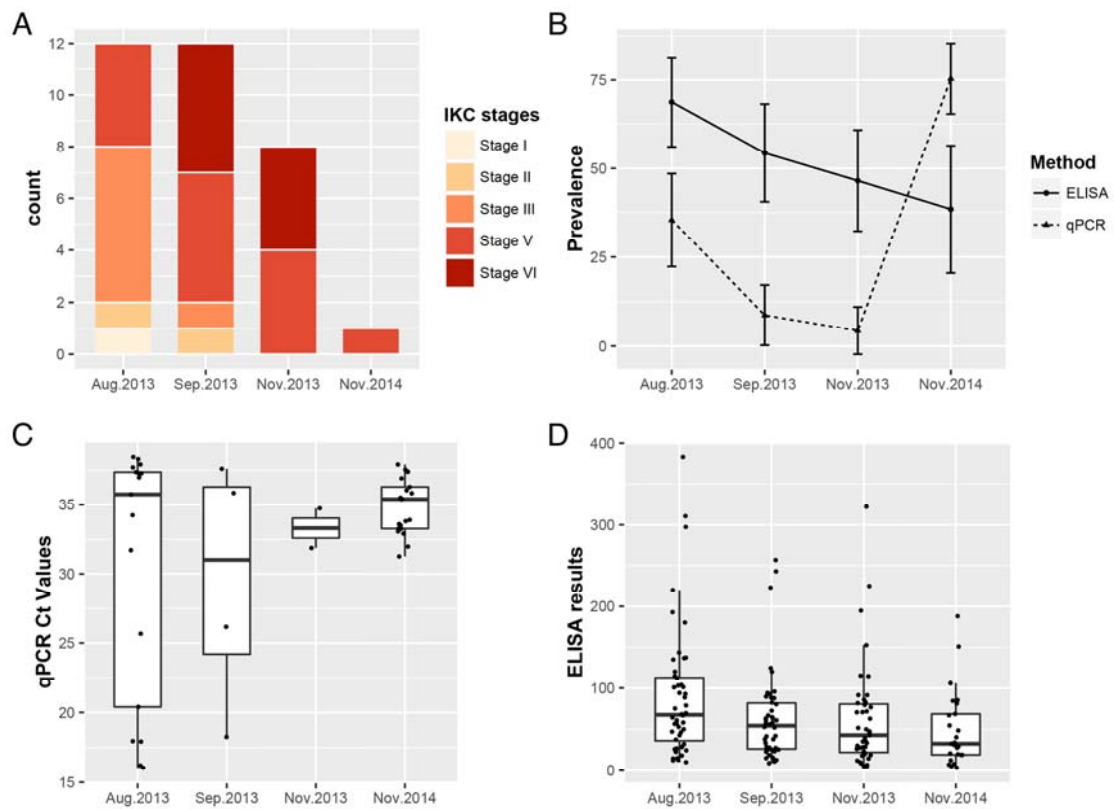 A
12
10
8
6
4
2
0
count
Aug.2013 Sep.2013 Nov.2013 Nov.2014
IKC stages
Stage I
Stage II
Stage III
Stage V
Stage VI
B
75
50
25
0
Prevalence
Aug.2013 Sep.2013 Nov.2013 Nov.2014
Method
ELISA
qPCR
C
35
30
25
20
15
qPCR Ct Values
Aug.2013 Sep.2013 Nov.2013 Nov.2014
D
400
300
200
100
0
ELISA results
Aug.2013 Sep.2013 Nov.2013 Nov.2014